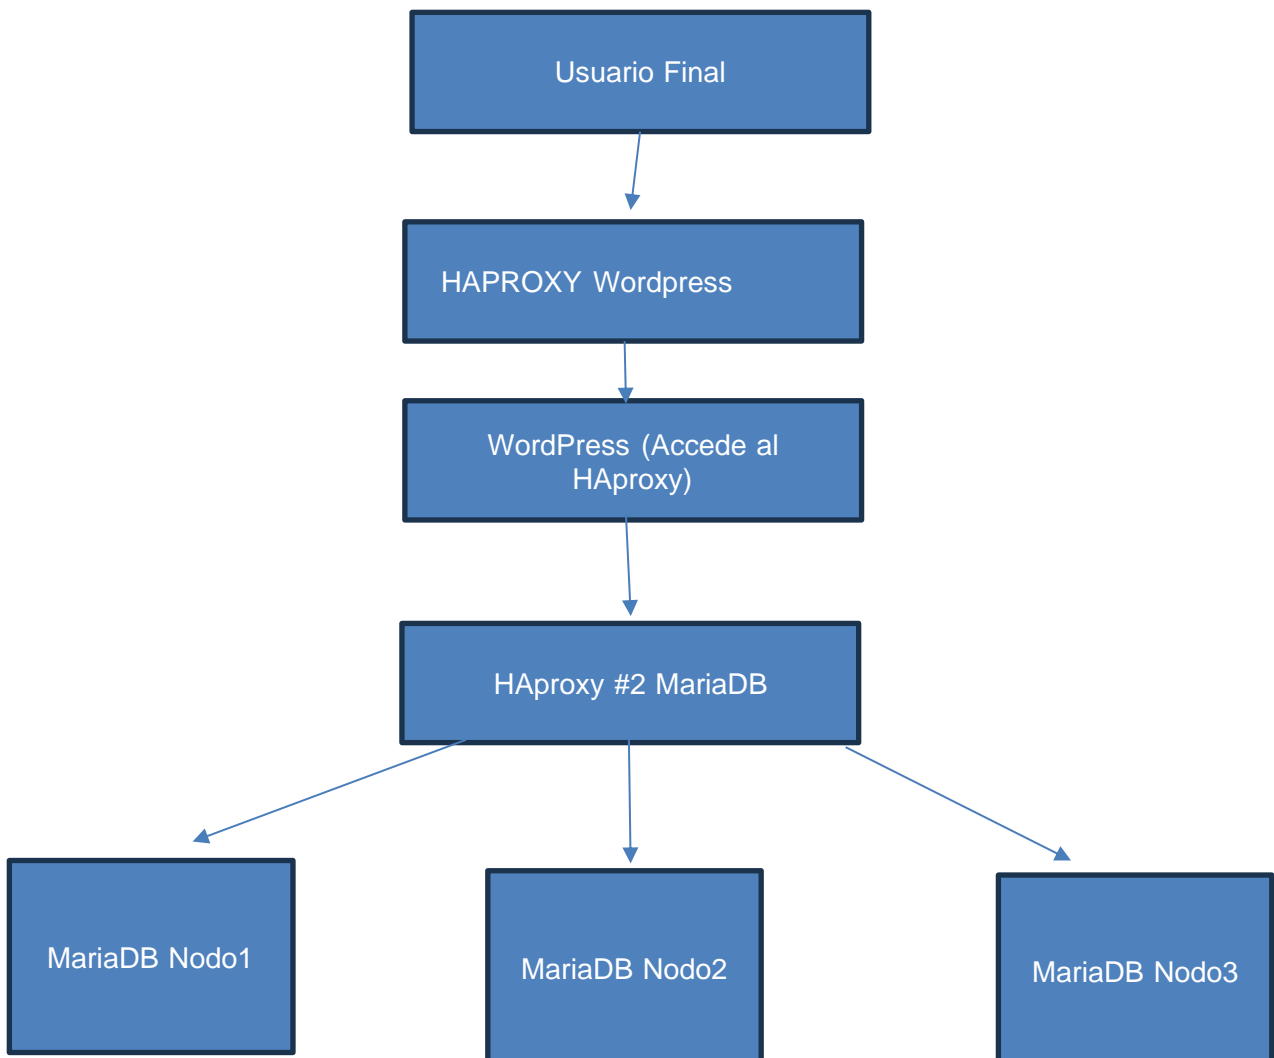 Usuario Final
HAPROXY Wordpress
WordPress (Accede al
HAproxy)
HAproxy #2 MariaDB
MariaDB Nodo1
MariaDB Nodo2
MariaDB Nodo3